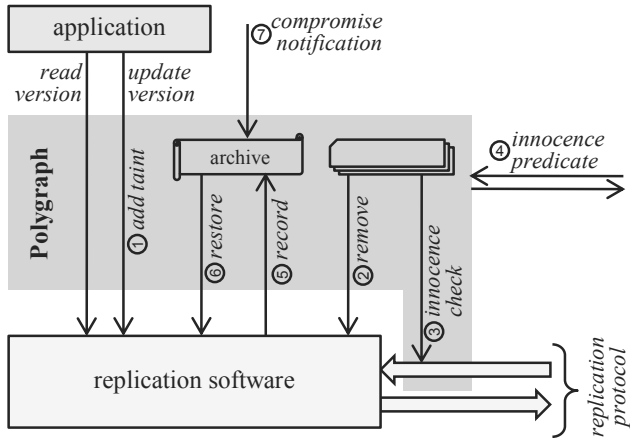 application
⑦ compromise
notification
read
version
update
version
Polygraph
archive
④ innocence
predicate
① add taint
⑥ restore
⑤ record
② remove
③ innocence
check
replication software
replication
protocol